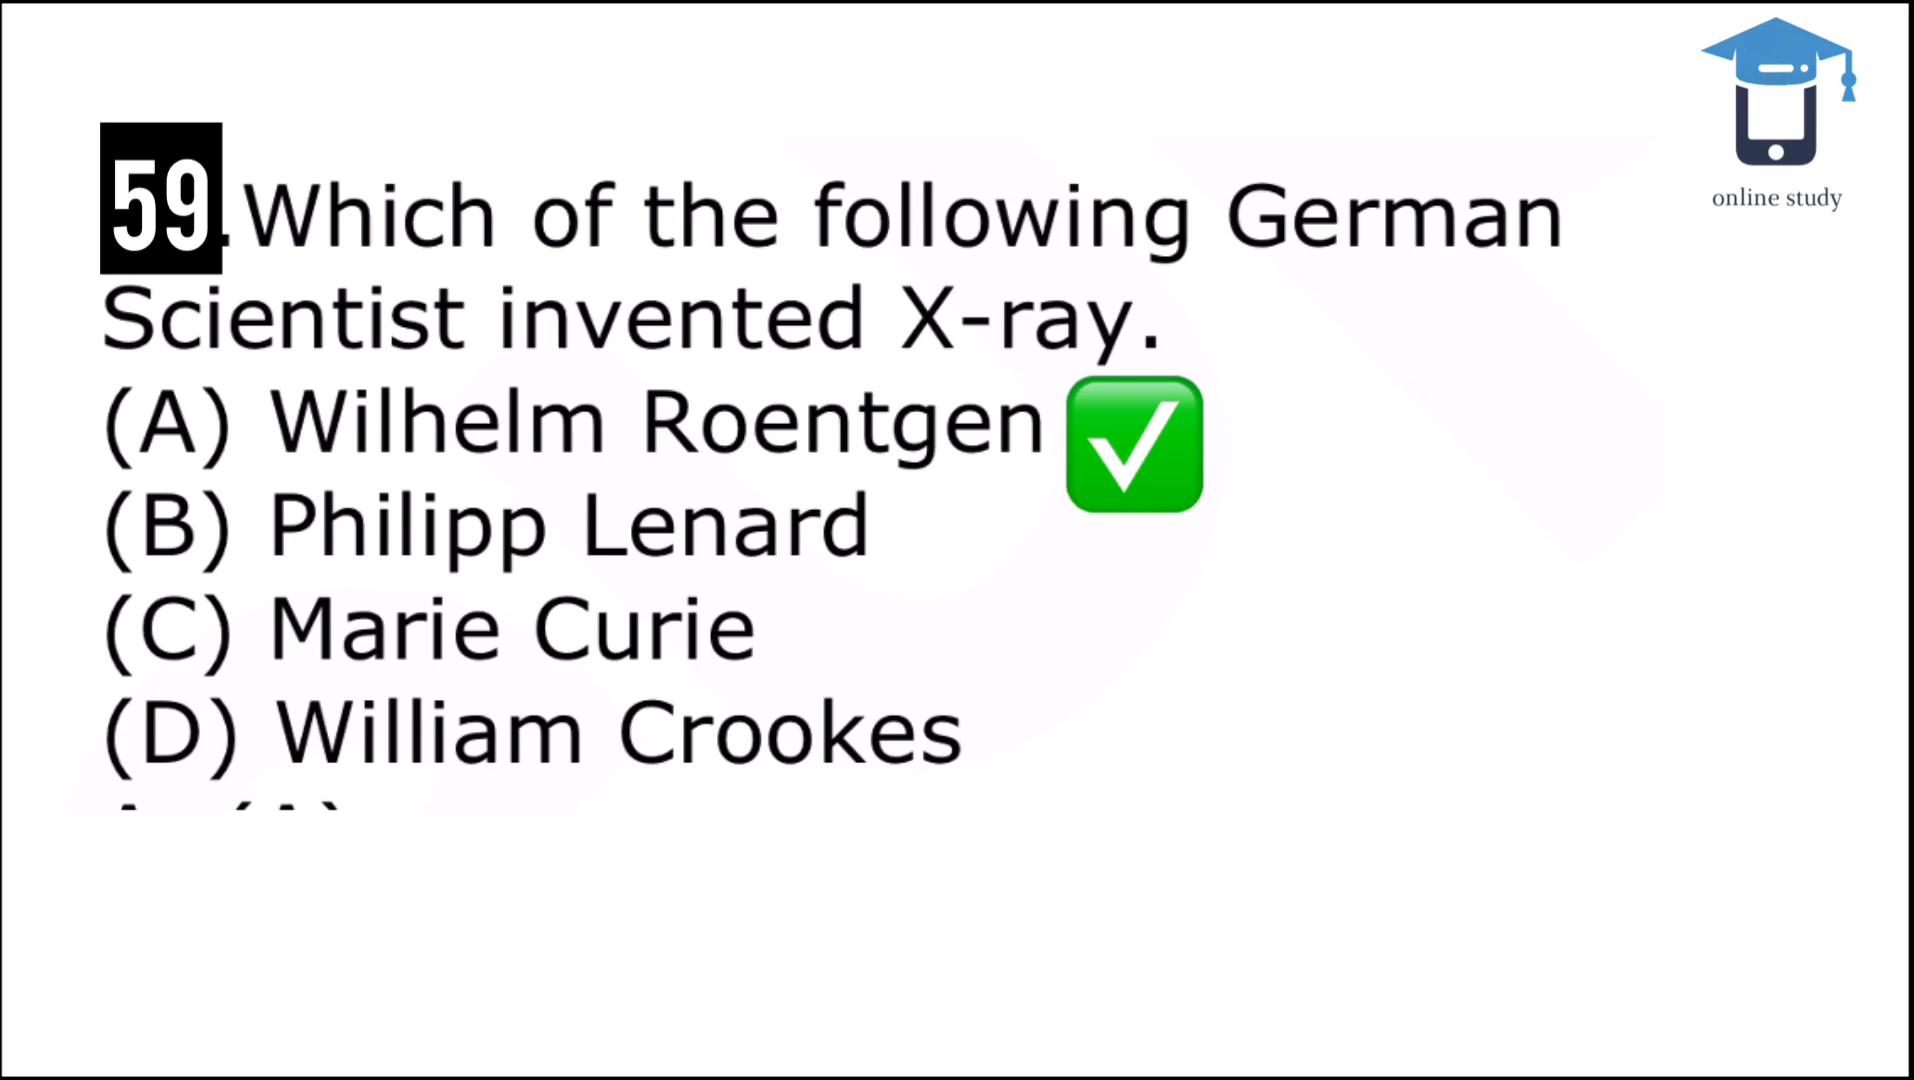 59.Which of the following German
Scientist invented X-ray.
(A) Wilhelm Roentgen
(B) Philipp Lenard
(C) Marie Curie
(D) William Crookes
online study